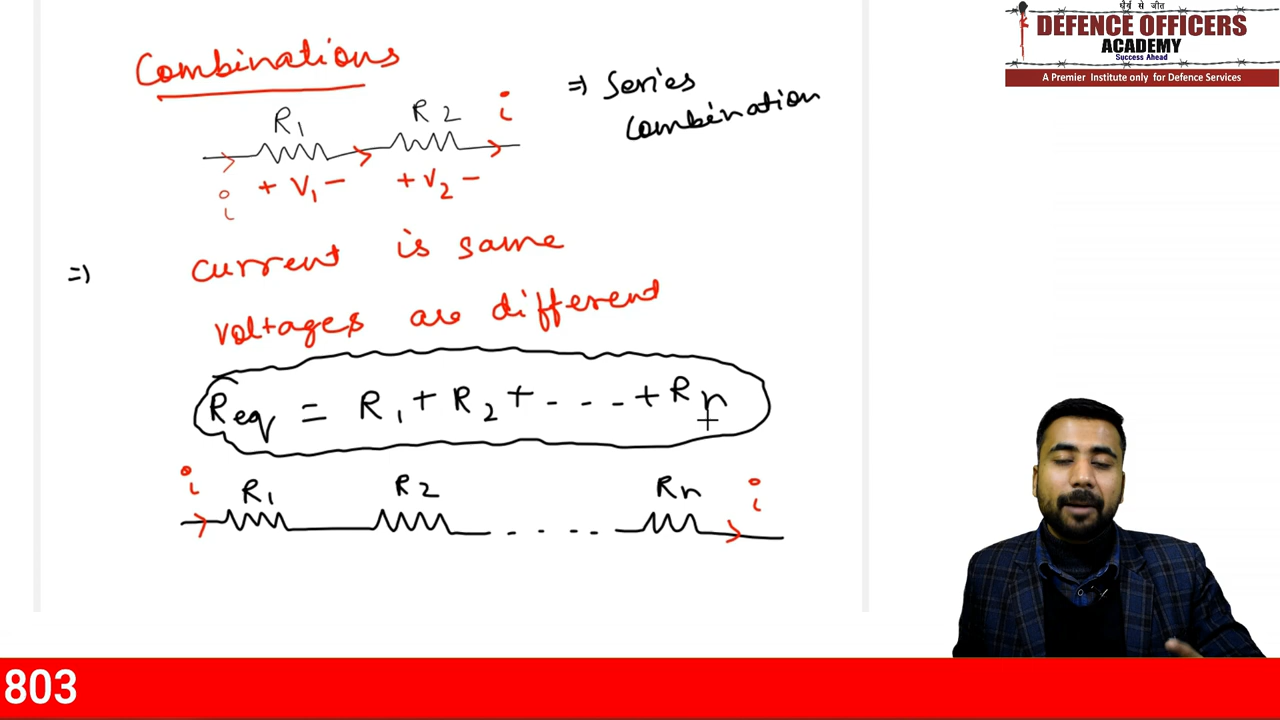 धैर्य से जीत
DEFENCE OFFICERS
ACADEMY
Success Ahead
A Premier Institute only for Defence Services
Combinations
⇒ Series
Combination
R1 R2 i
i + V1 − + V2 −
⇒ current is same
voltages are different
Req = R1 + R2 + - - - + Rn
i R1 R2 Rn i
803